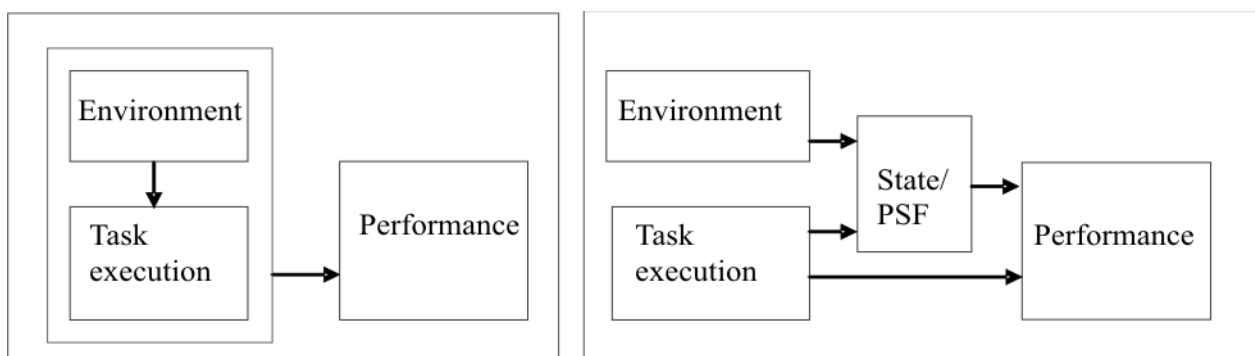 Environment
Task
execution
Performance
Environment
Task
execution
State/
PSF
Performance